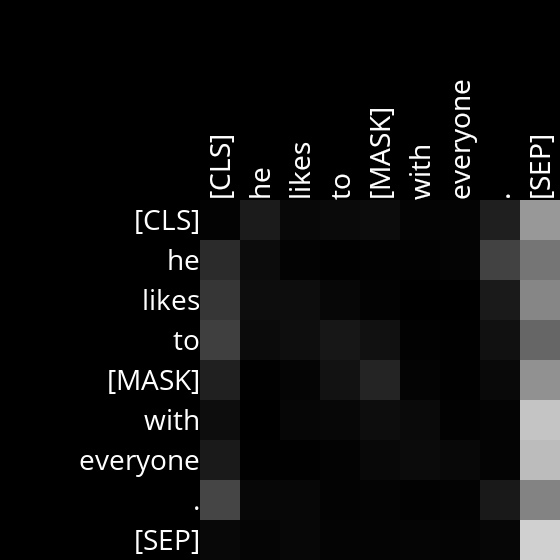 [CLS] he likes to [MASK] with everyone . [SEP]
[CLS]
he
likes
to
[MASK]
with
everyone
.
[SEP]